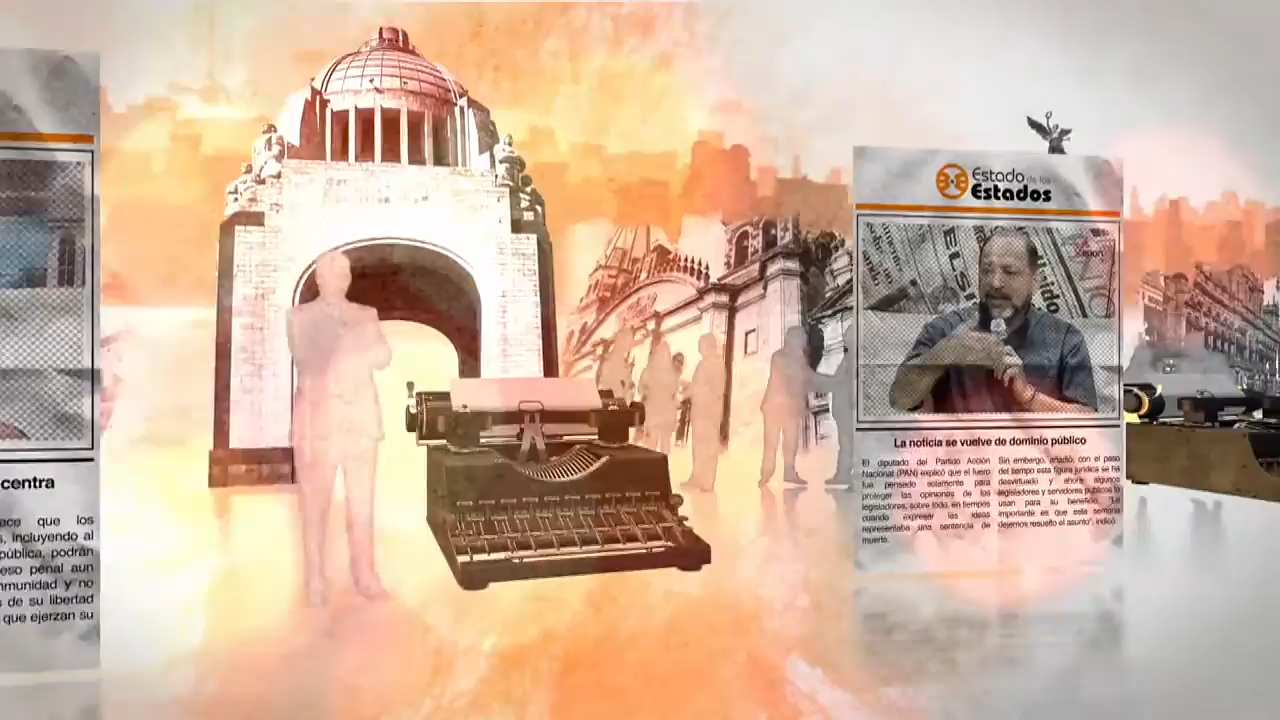 centra
ace que los
s, incluyendo al
pública, podrán
eso penal aun
nmunidad y no
s de su libertad
que ejerzan su
Estado de los
Estados
La noticia se vuelve de dominio público
El diputado del Partido Acción
Nacional (PAN) explicó que el fuero
fue pensado solamente para
proteger las opiniones de los
legisladores, sobre todo, en tiempos
cuando expresar las ideas
representaba una sentencia de
muerte.
Sin embargo, añadió, con el paso
del tiempo esta figura jurídica se ha
desvirtuado y ahora algunos
legisladores y servidores públicos la
usan para su beneficio. "Lo
importante es que esta semana
dejemos resuelto el asunto", indicó.